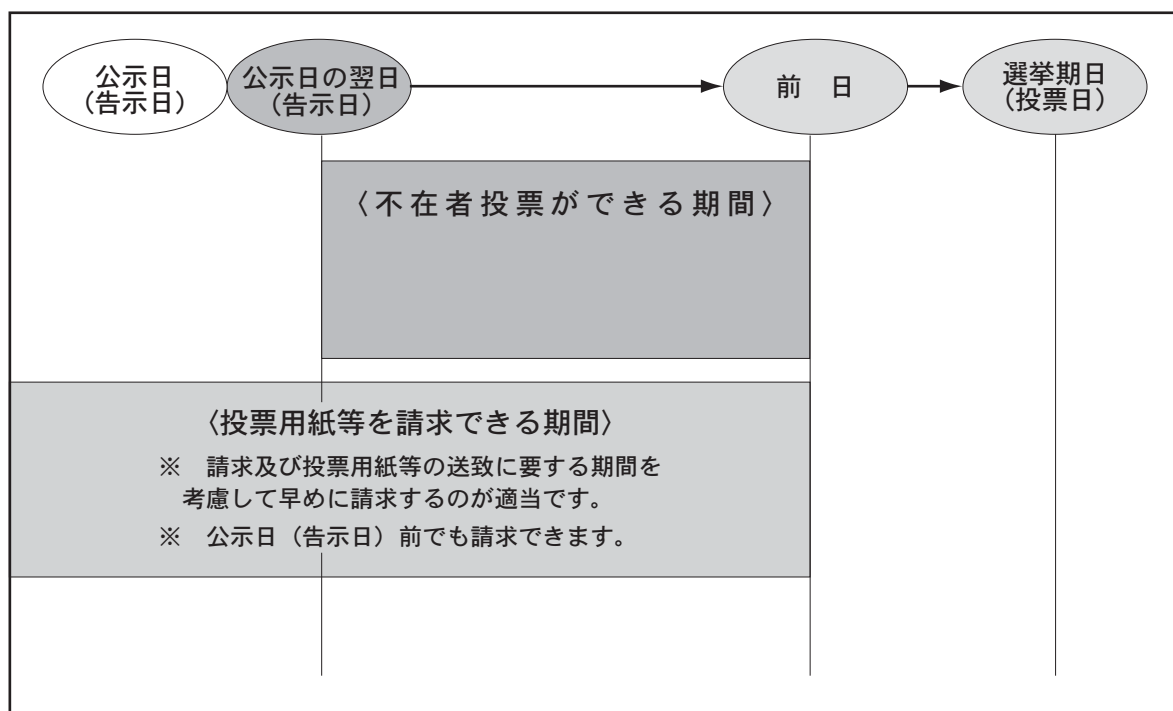 公示日
(告示日)
公示日の翌日
(告示日)
前　日
選挙期日
(投票日)
〈不在者投票ができる期間〉
〈投票用紙等を請求できる期間〉
※　請求及び投票用紙等の送致に要する期間を
考慮して早めに請求するのが適当です。
※　公示日（告示日）前でも請求できます。